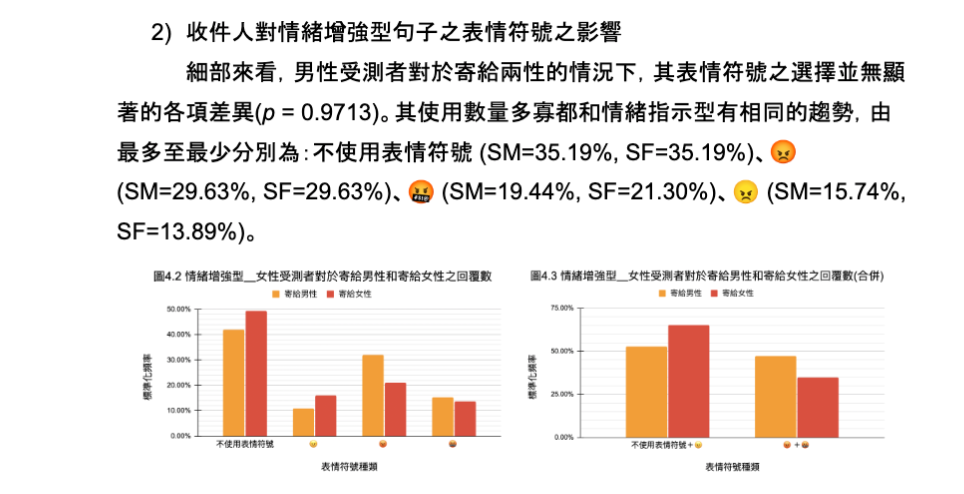 2) 收件人對情緒增強型句子之表情符號之影響
細部來看，男性受測者對於寄給兩性的情況下，其表情符號之選擇並無顯
著的各項差異(p = 0.9713)。其使用數量多寡都和情緒指示型有相同的趨勢，由
最多至最少分別為：不使用表情符號 (SM=35.19%, SF=35.19%)、😡
(SM=29.63%, SF=29.63%)、🤬 (SM=19.44%, SF=21.30%)、😠 (SM=15.74%,
SF=13.89%)。
圖4.2 情緒增強型__女性受測者對於寄給男性和寄給女性之回覆數
寄給男性 寄給女性
標準化頻率
50.00%
40.00%
30.00%
20.00%
10.00%
0.00%
不使用表情符號 😠 😡 🤬
表情符號種類
圖4.3 情緒增強型__女性受測者對於寄給男性和寄給女性之回覆數(合併)
寄給男性 寄給女性
標準化頻率
75.00%
50.00%
25.00%
0.00%
不使用表情符號＋😠 😡＋🤬
表情符號種類